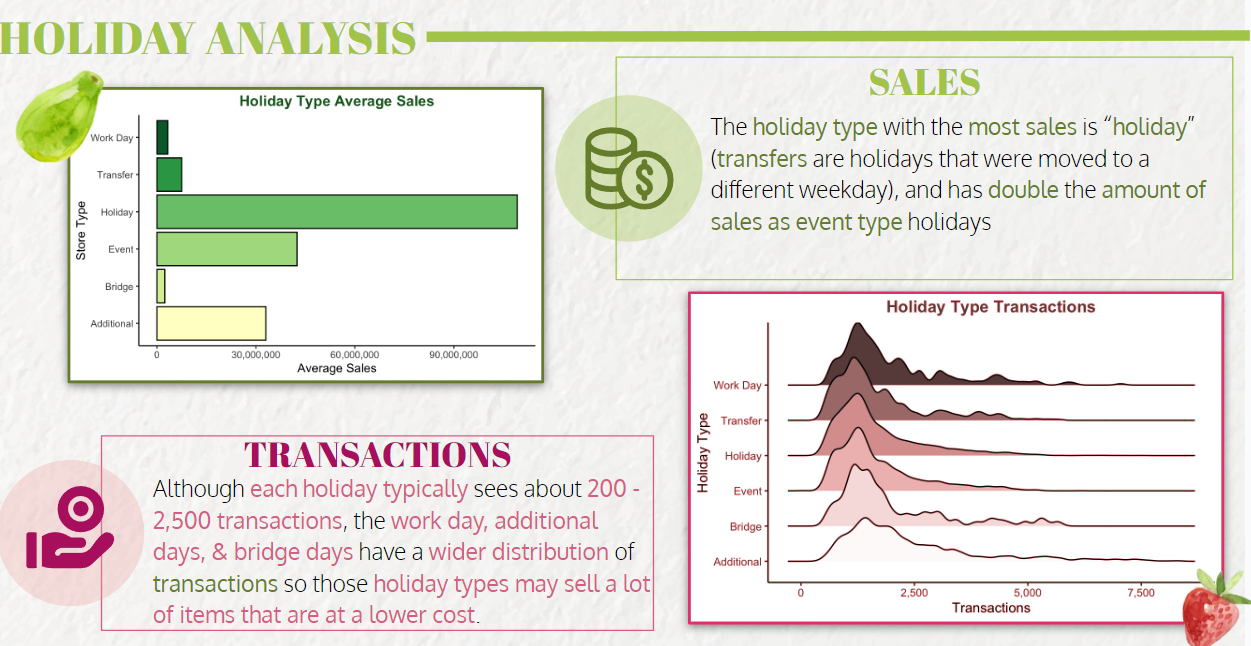 HOLIDAY ANALYSIS
Holiday Type Average Sales
Store Type
Work Day
Transfer
Holiday
Event
Bridge
Additional
0 30,000,000 60,000,000 90,000,000
Average Sales
SALES
The holiday type with the most sales is “holiday”
(transfers are holidays that were moved to a
different weekday), and has double the amount of
sales as event type holidays
TRANSACTIONS
Although each holiday typically sees about 200 -
2,500 transactions, the work day, additional
days, & bridge days have a wider distribution of
transactions so those holiday types may sell a lot
of items that are at a lower cost.
Holiday Type Transactions
Holiday Type
Work Day
Transfer
Holiday
Event
Bridge
Additional
0 2,500 5,000 7,500
Transactions